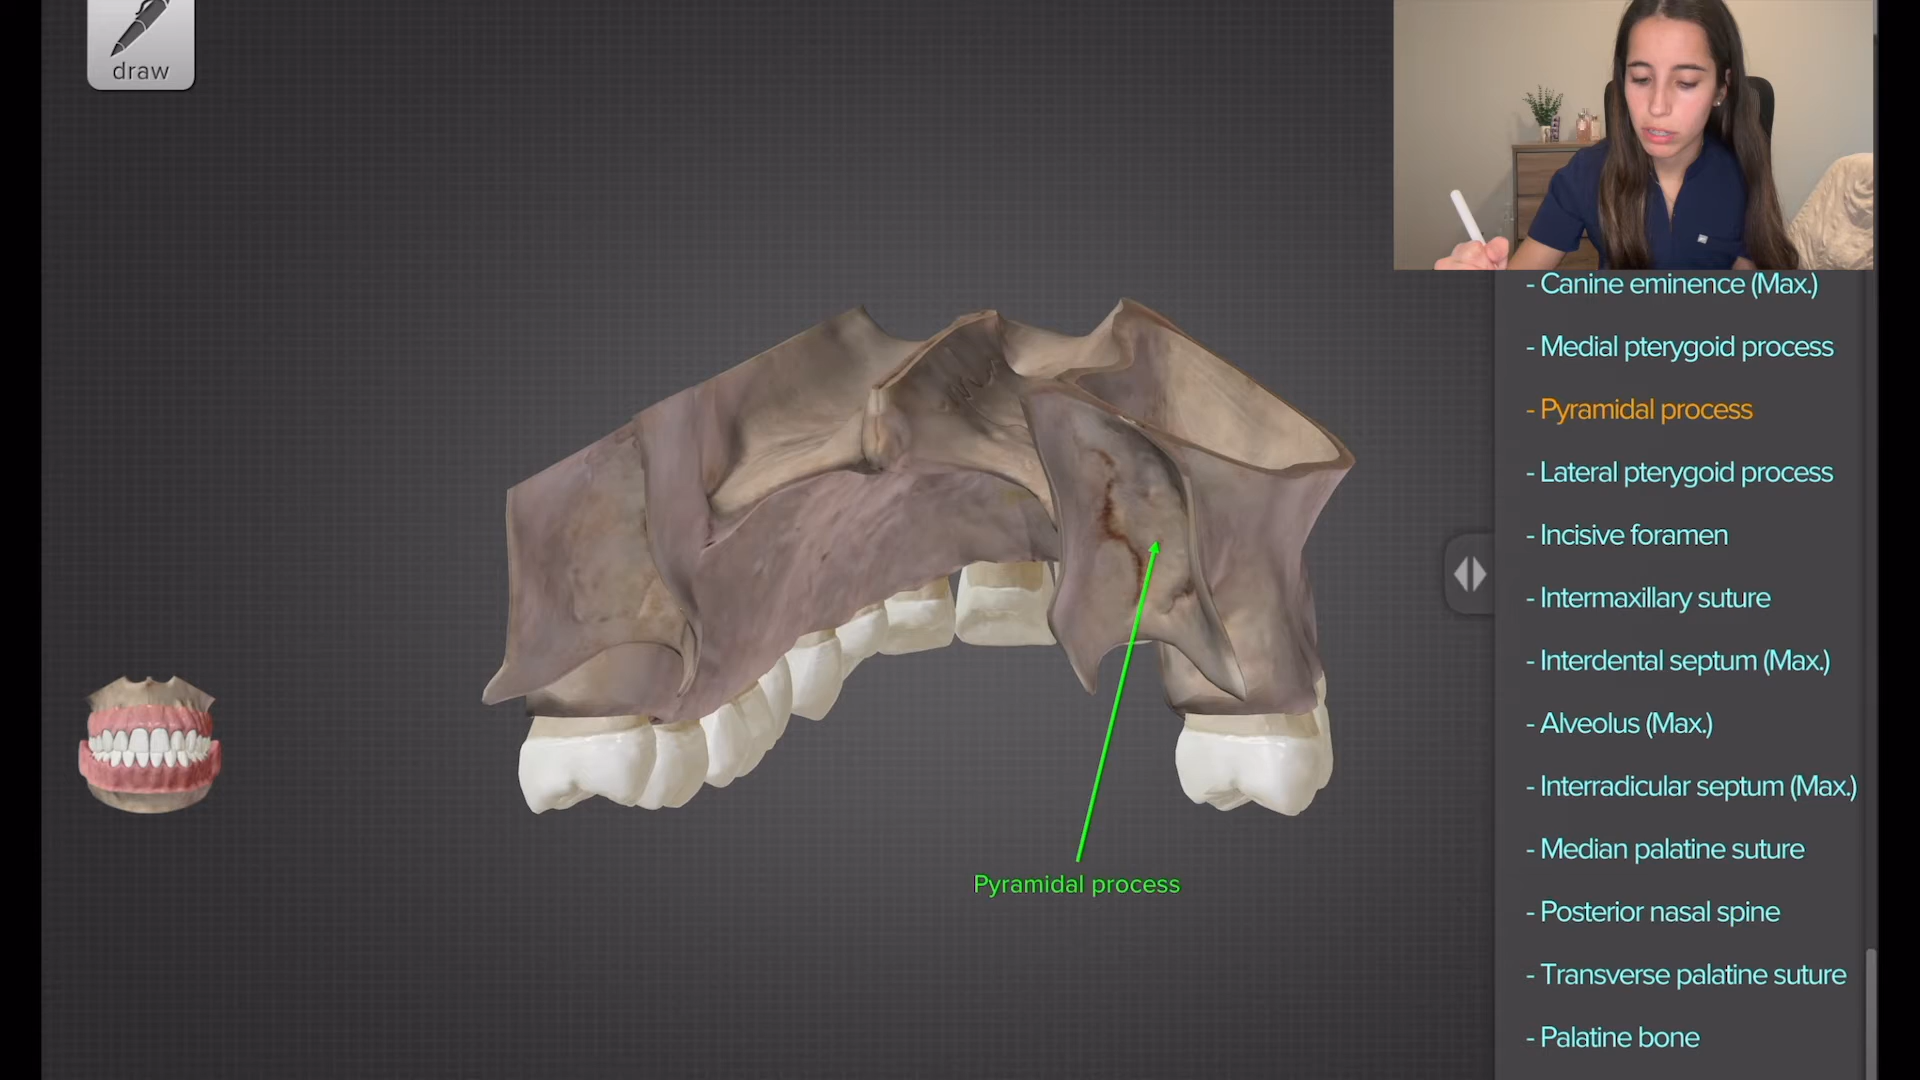 draw
- Canine eminence (Max.)
- Medial pterygoid process
- Pyramidal process
- Lateral pterygoid process
- Incisive foramen
- Intermaxillary suture
- Interdental septum (Max.)
- Alveolus (Max.)
- Interradicular septum (Max.)
- Median palatine suture
- Posterior nasal spine
- Transverse palatine suture
- Palatine bone
Pyramidal process